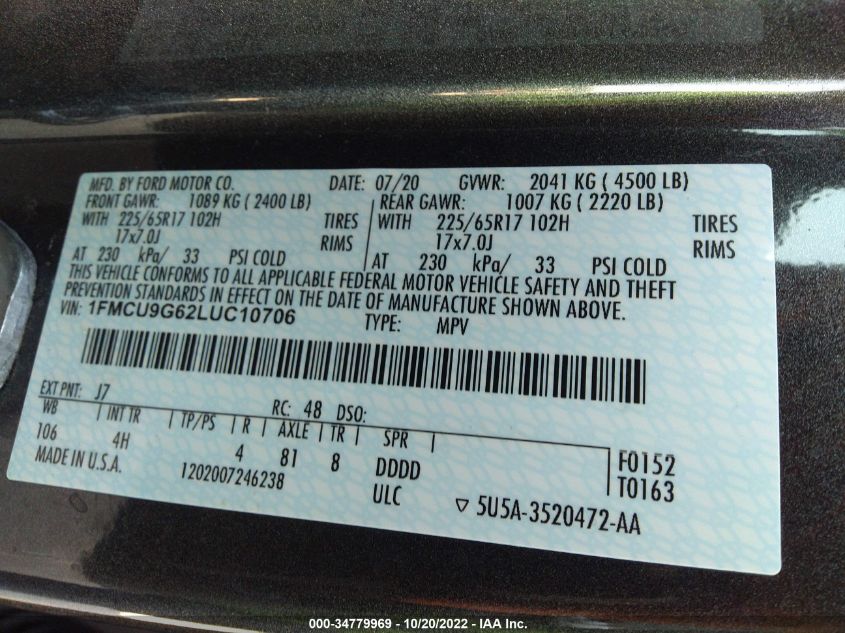 MFD. BY FORD MOTOR CO. DATE: 07/20 GVWR: 2041 KG ( 4500 LB)
FRONT GAWR: 1089 KG ( 2400 LB) REAR GAWR: 1007 KG ( 2220 LB)
WITH 225/65R17 102H TIRES WITH 225/65R17 102H TIRES
17x7.0J RIMS 17x7.0J RIMS
AT 230 kPa/ 33 PSI COLD AT 230 kPa/ 33 PSI COLD
THIS VEHICLE CONFORMS TO ALL APPLICABLE FEDERAL MOTOR VEHICLE SAFETY AND THEFT
PREVENTION STANDARDS IN EFFECT ON THE DATE OF MANUFACTURE SHOWN ABOVE.
VIN: 1FMCU9G62LUC10706 TYPE: MPV
EXT PNT: J7 RC: 48 DSO:
WB INT TR TP/PS R AXLE TR SPR
106 4H 4 81 8 DDDD F0152
MADE IN U.S.A. 1202007246238 ULC T0163
5U5A-3520472-AA
000-34779969 - 10/20/2022 - IAA Inc.